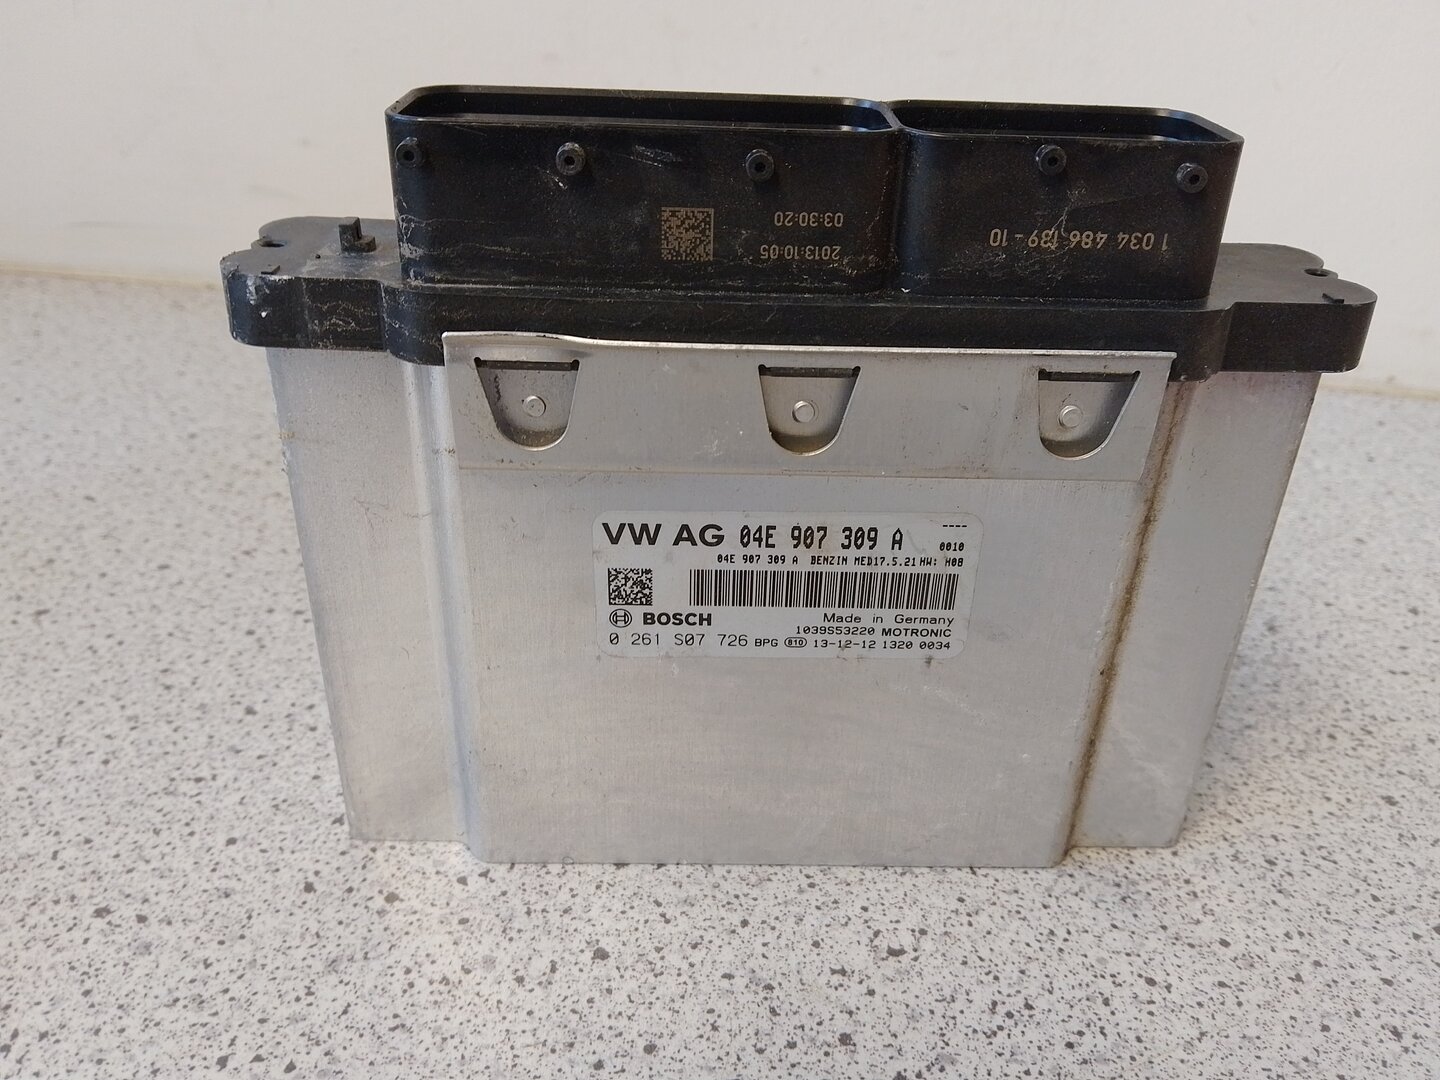 03:30:20
2013:10:05
1 034 486 139-10
VW AG 04E 907 309 A ----
0010
04E 907 309 A BENZIN MED17.5.21 HW: H08
BOSCH Made in Germany
1039S53220 MOTRONIC
0 261 S07 726 BPG 810 13-12-12 1320 0034